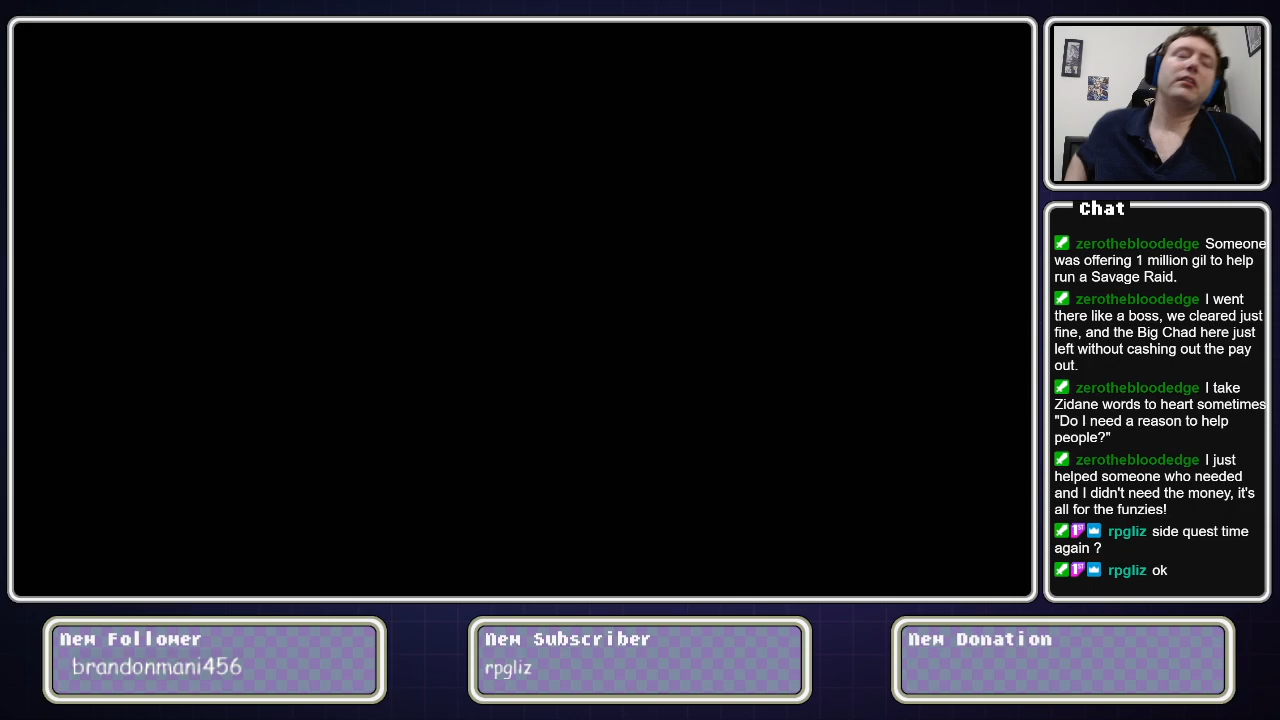 Chat
zerothebloodedge Someone
was offering 1 million gil to help
run a Savage Raid.
zerothebloodedge I went
there like a boss, we cleared just
fine, and the Big Chad here just
left without cashing out the pay
out.
zerothebloodedge I take
Zidane words to heart sometimes
"Do I need a reason to help
people?"
zerothebloodedge I just
helped someone who needed
and I didn't need the money, it's
all for the funzies!
1ST rpgliz side quest time
again ?
1ST rpgliz ok
New Follower
brandonmani456
New Subscriber
rpgliz
New Donation